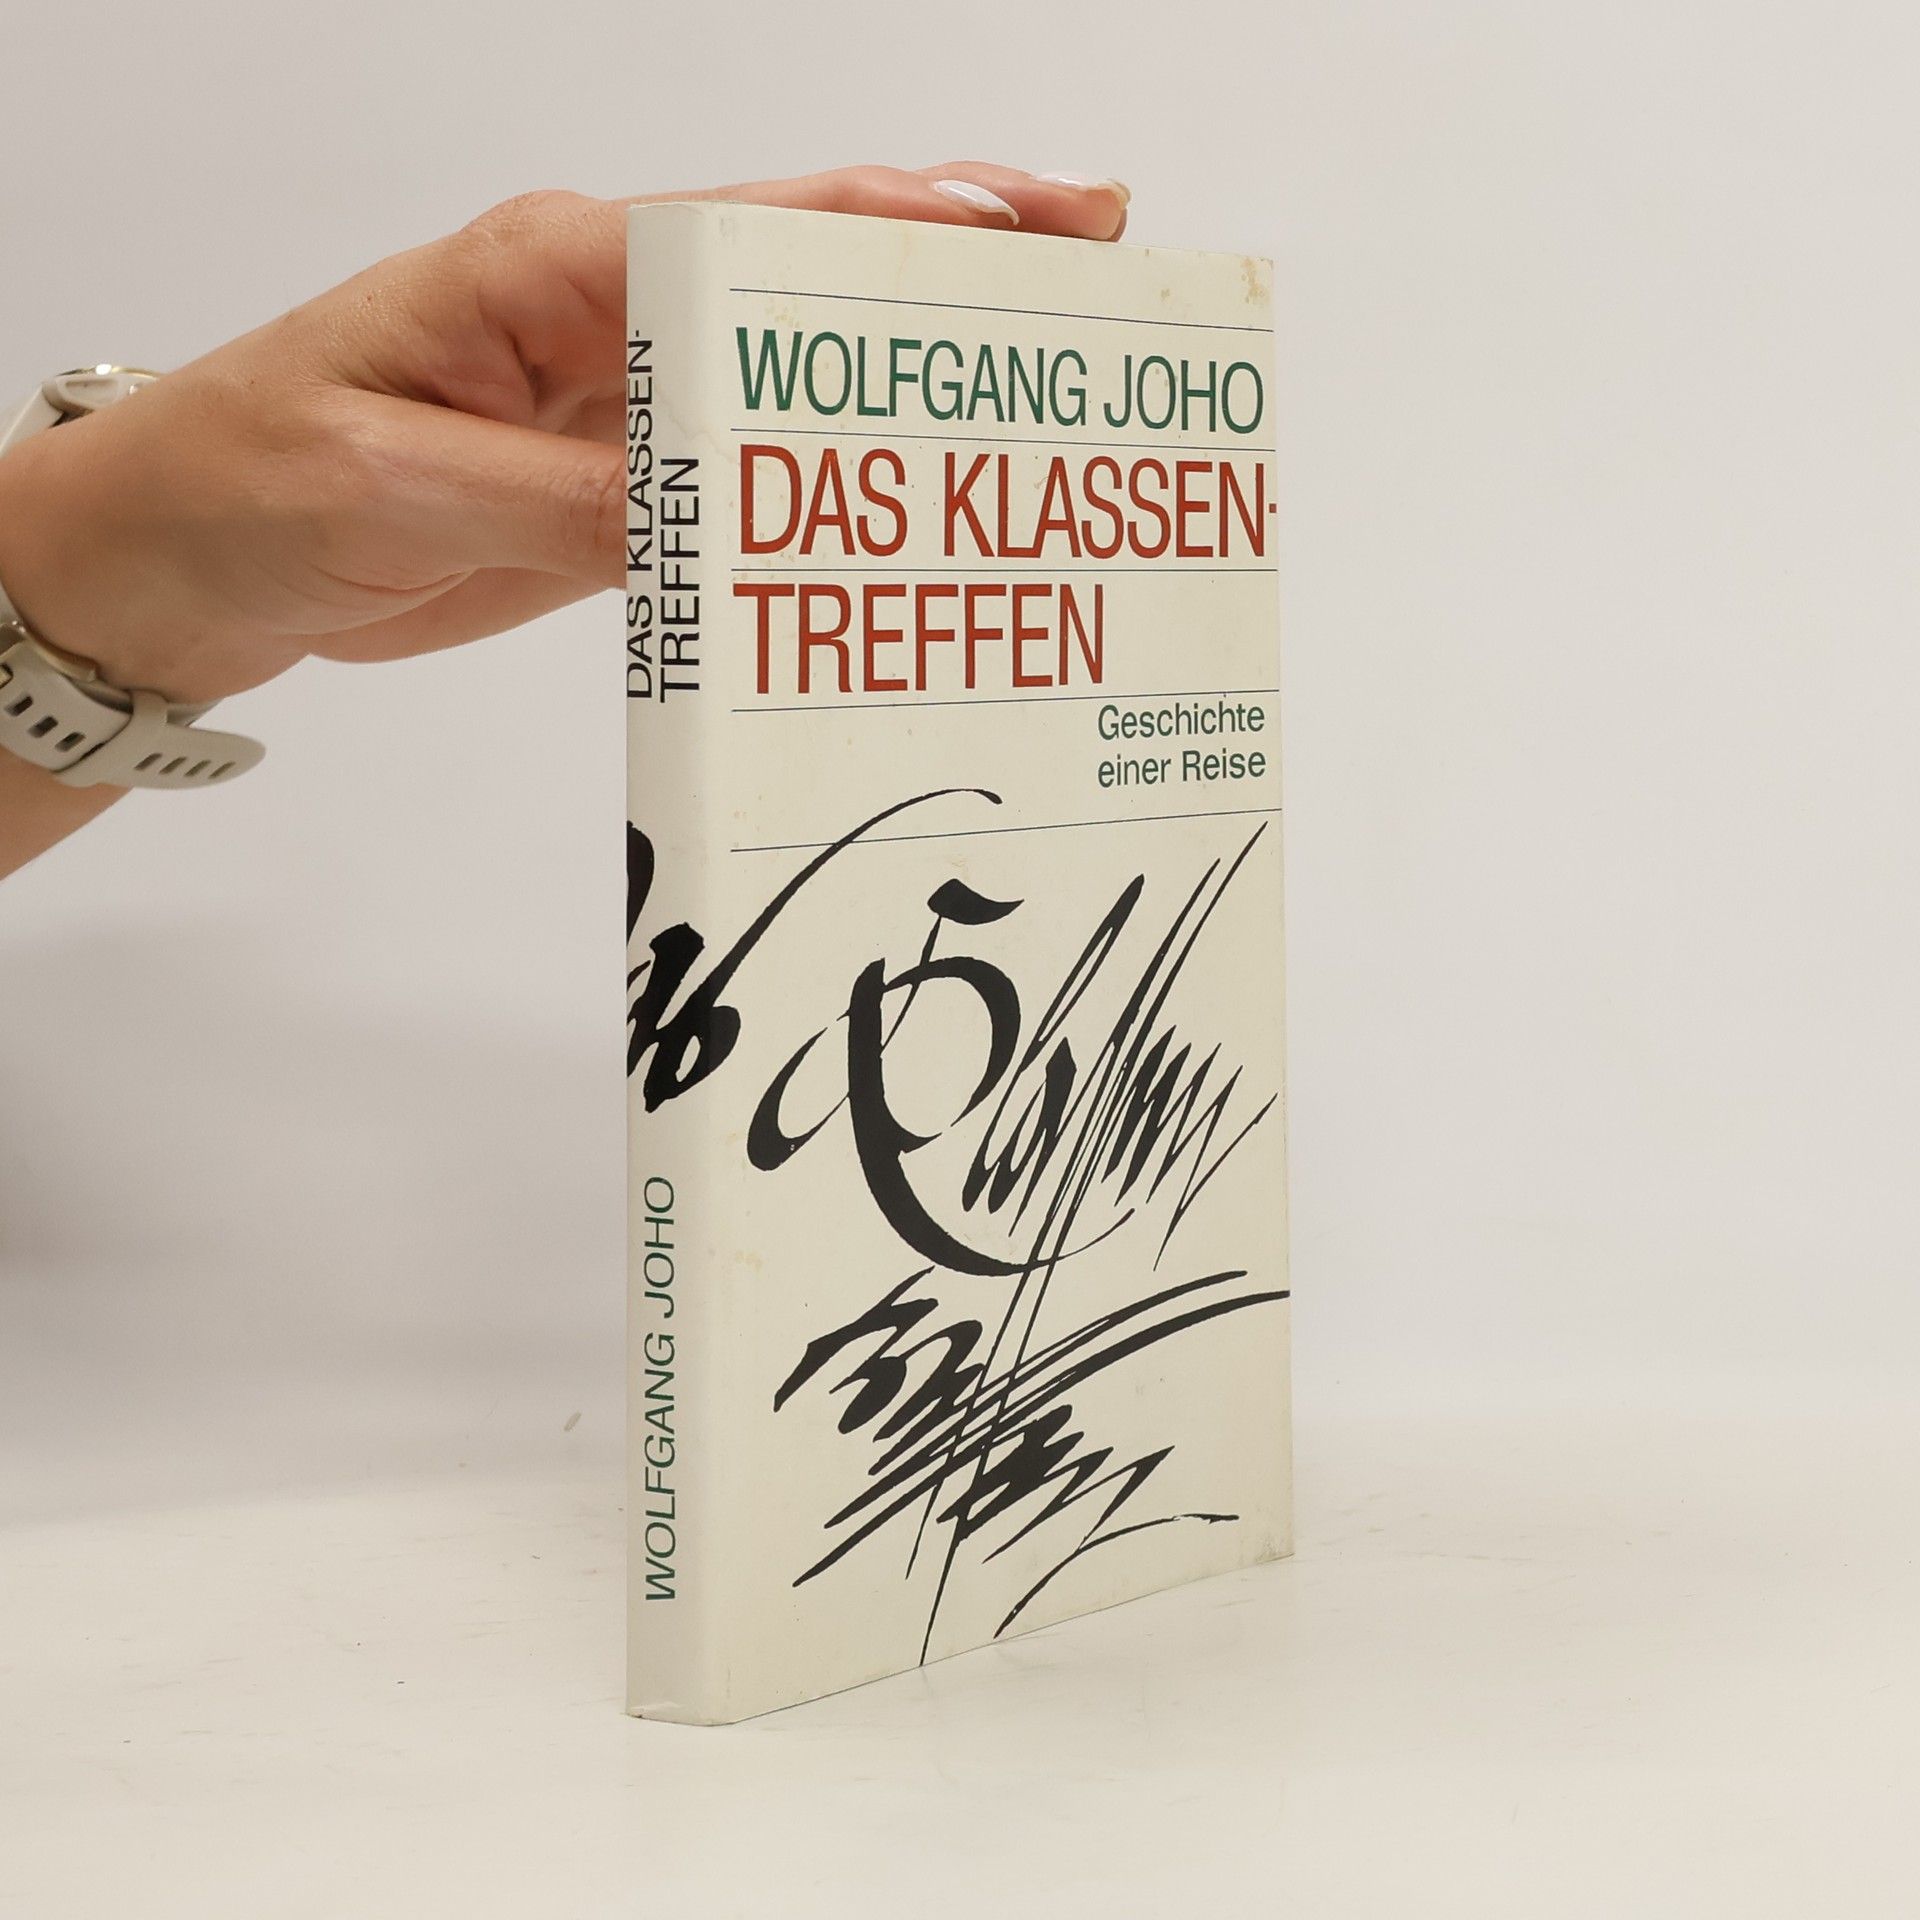 WOLFGANG JOHO
DAS KLASSEN-
TREFFEN
Geschichte
einer Reise
DAS KLASSEN-
TREFFEN
WOLFGANG JOHO